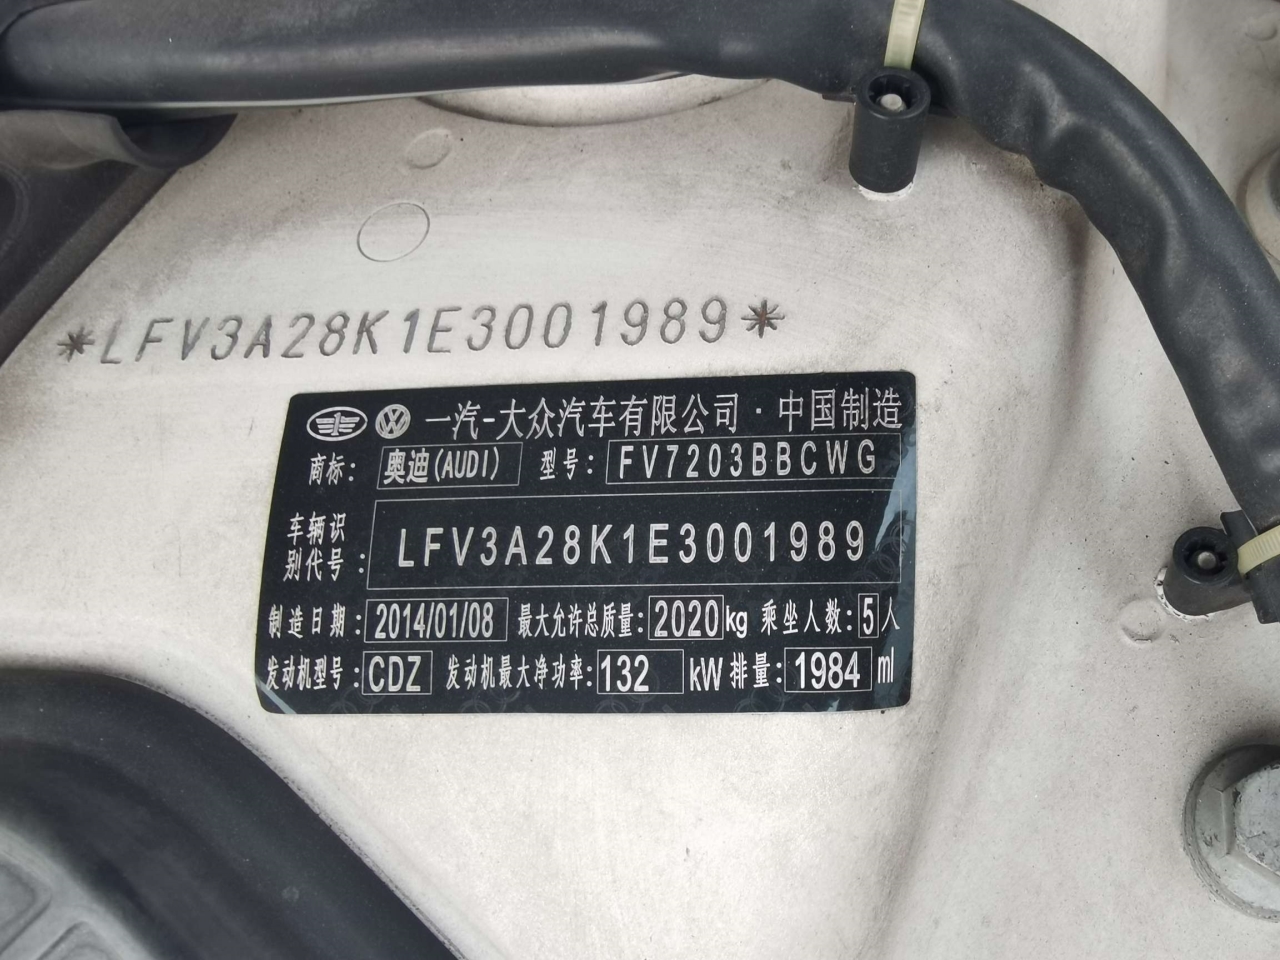 *LFV3A28K1E3001989*
一汽-大众汽车有限公司·中国制造
商标: 奥迪(AUDI) 型号: FV7203BBCWG
车辆识别代号: LFV3A28K1E3001989
制造日期: 2014/01/08 最大允许总质量: 2020kg 乘坐人数: 5人
发动机型号: CDZ 发动机最大净功率: 132 kW 排量: 1984 ml